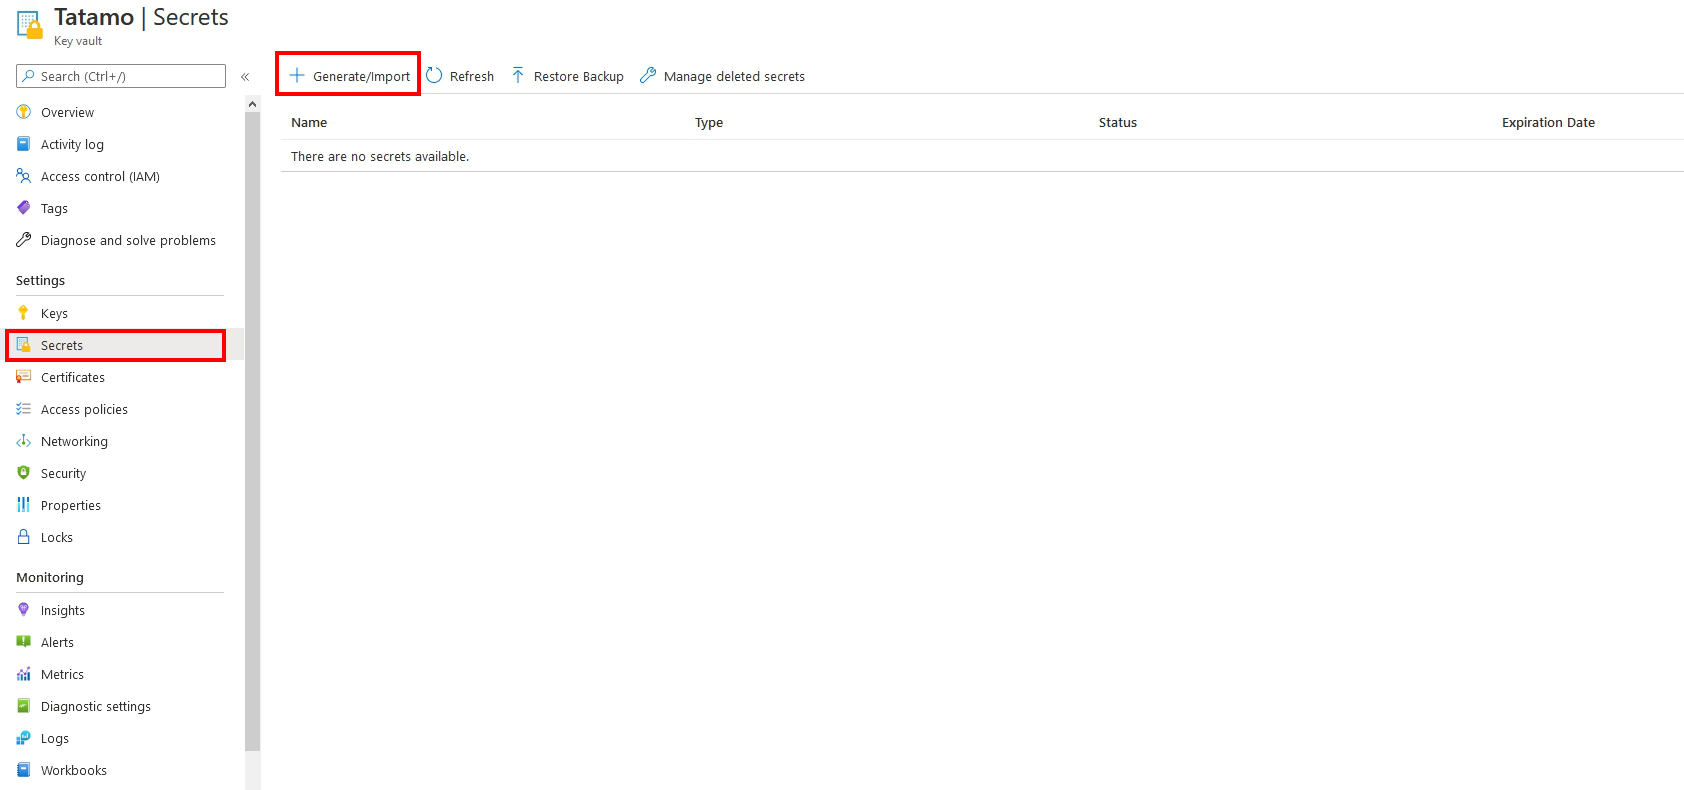 Tatamo | Secrets
Key vault
Search (Ctrl+/)
«
Overview
Activity log
Access control (IAM)
Tags
Diagnose and solve problems
Settings
Keys
Secrets
Certificates
Access policies
Networking
Security
Properties
Locks
Monitoring
Insights
Alerts
Metrics
Diagnostic settings
Logs
Workbooks
Generate/Import Refresh Restore Backup Manage deleted secrets
Name Type Status Expiration Date
There are no secrets available.